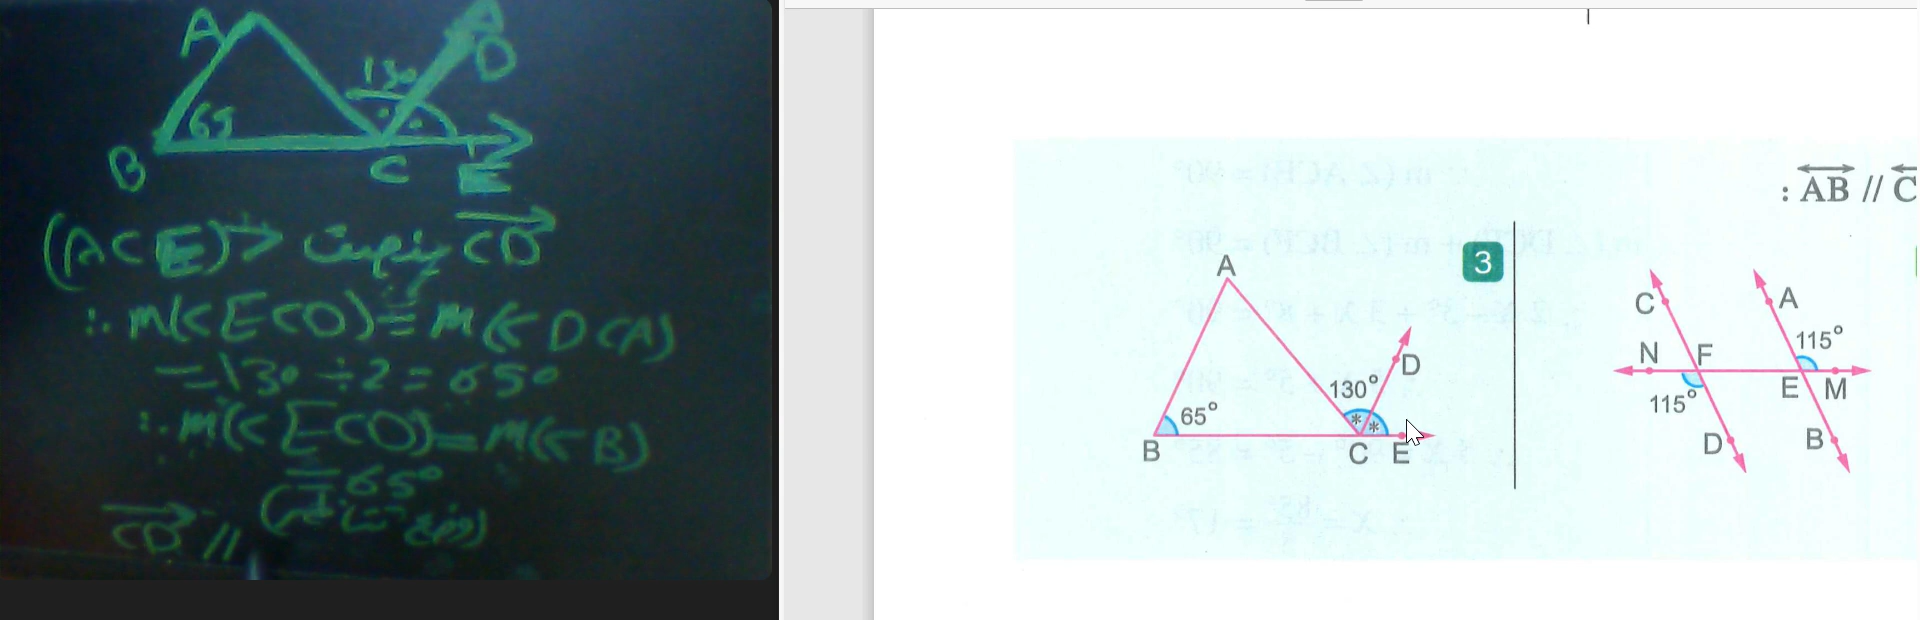 A
130
D
65
B
C
E
(ACE) > ينصف CD
∴ m(< ECD) = m(< DCA)
= 130 ÷ 2 = 65°
∴ m(< ECD) = m(< B)
= 65°
CD //
: AB // C
3
A
130°
D
65°
B
C
E
C
A
115°
N
F
E
M
115°
D
B